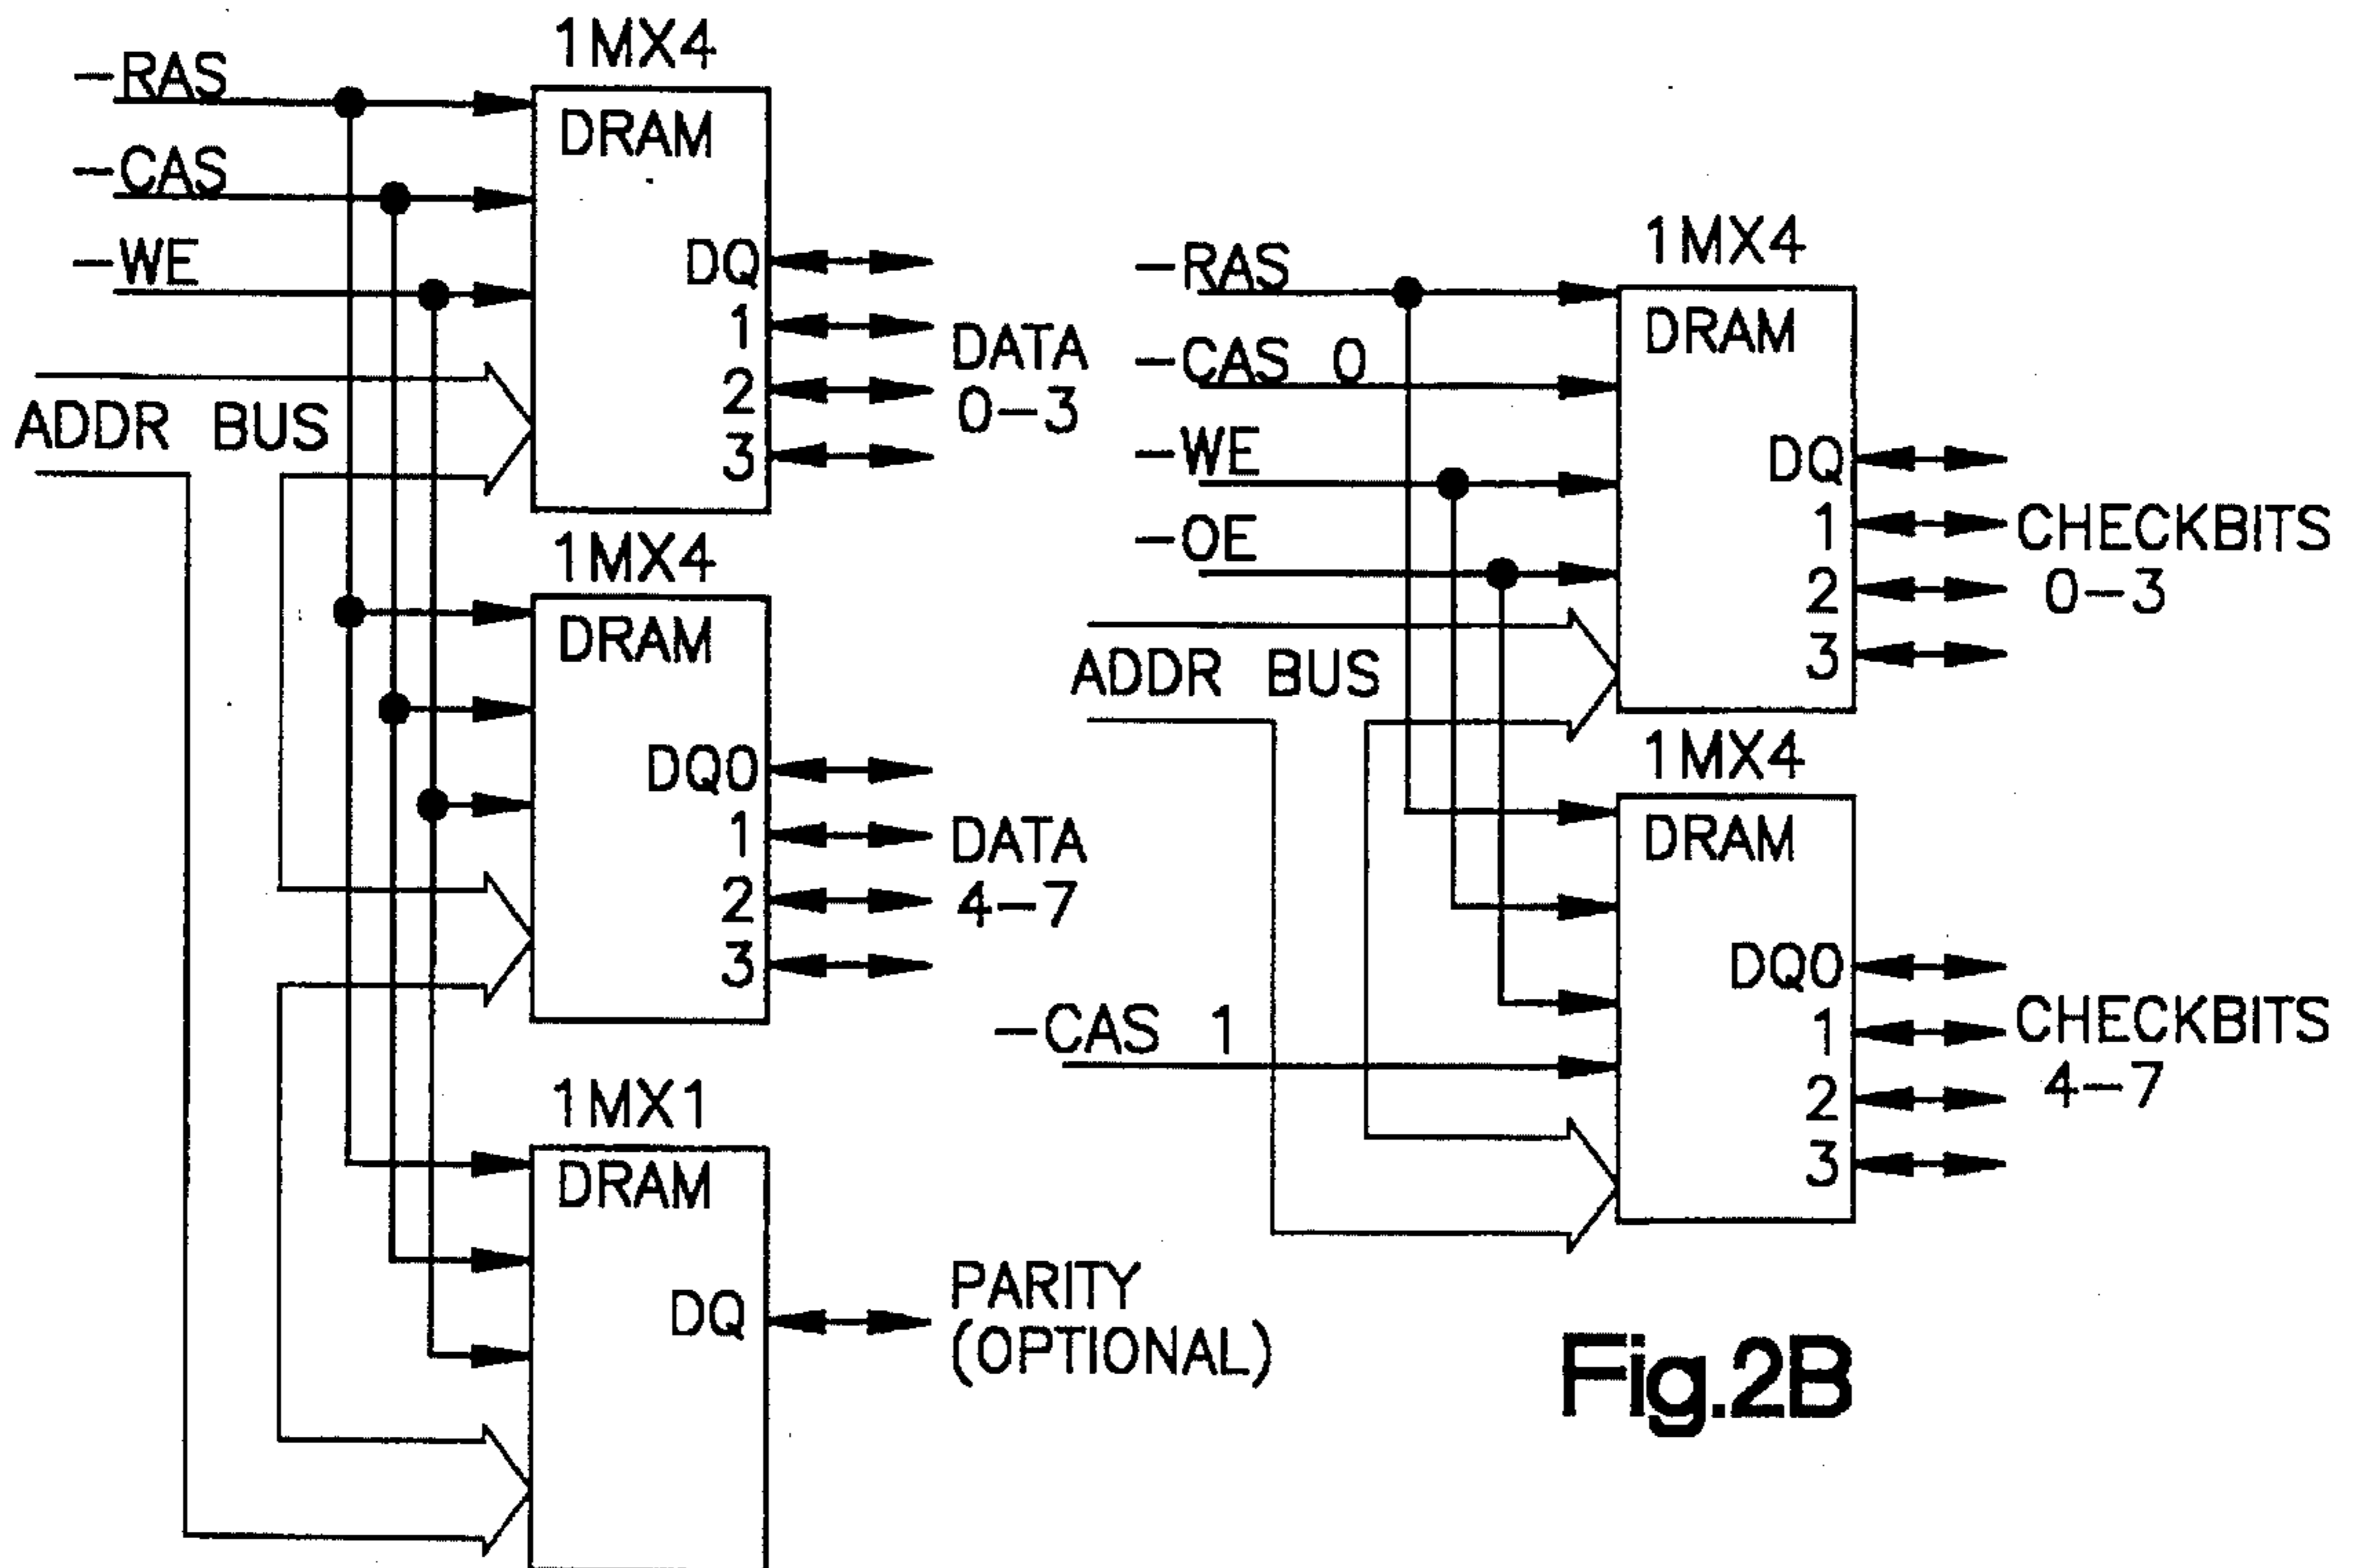 1MX4
-RAS
DRAM
-CAS
-WE
DQ
1
2
3
DATA
0-3
ADDR BUS
1MX4
DRAM
DQ0
1
2
3
DATA
4-7
1MX1
DRAM
DQ
PARITY
(OPTIONAL)
1MX4
-RAS
DRAM
-CAS 0
-WE
-OE
DQ
1
2
3
CHECKBITS
0-3
ADDR BUS
1MX4
DRAM
DQ0
1
2
3
-CAS 1
CHECKBITS
4-7
Fig.2B